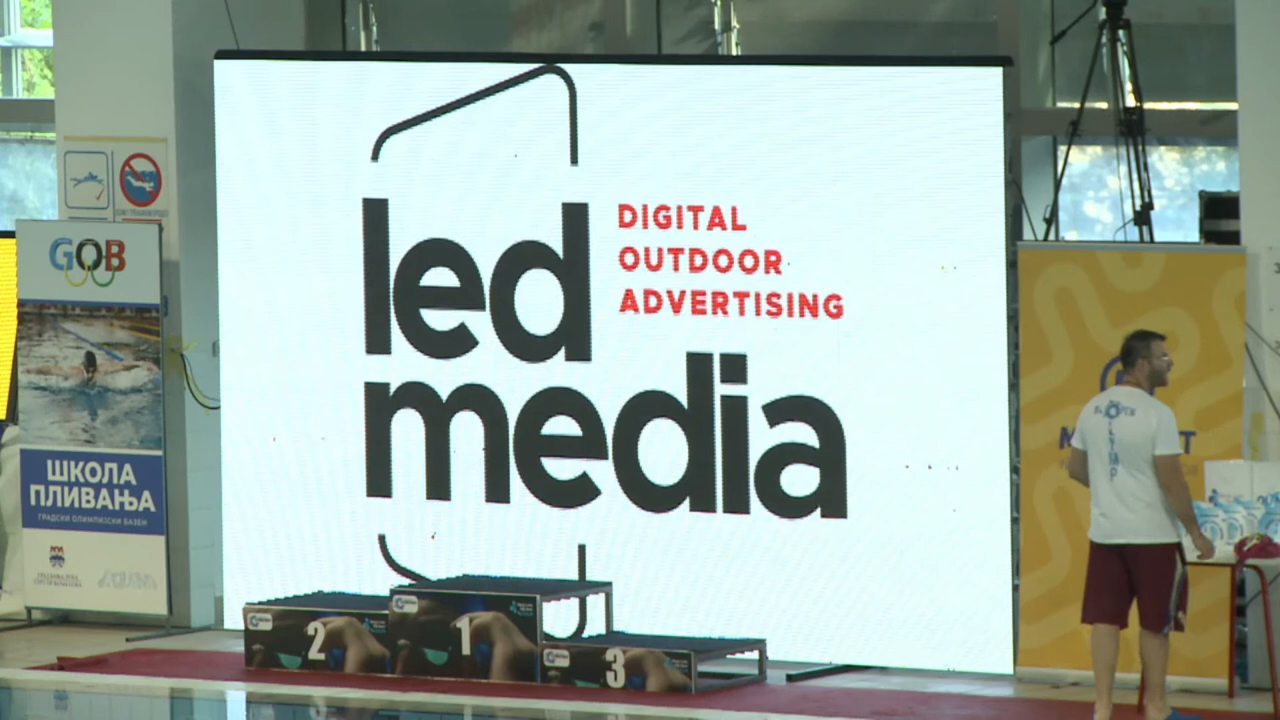 GOB
ШКОЛА
ПЛИВАЊА
ГРАДСКИ ОЛИМПИЈСКИ БАЗЕН
led
media
DIGITAL
OUTDOOR
ADVERTISING
2
1
3